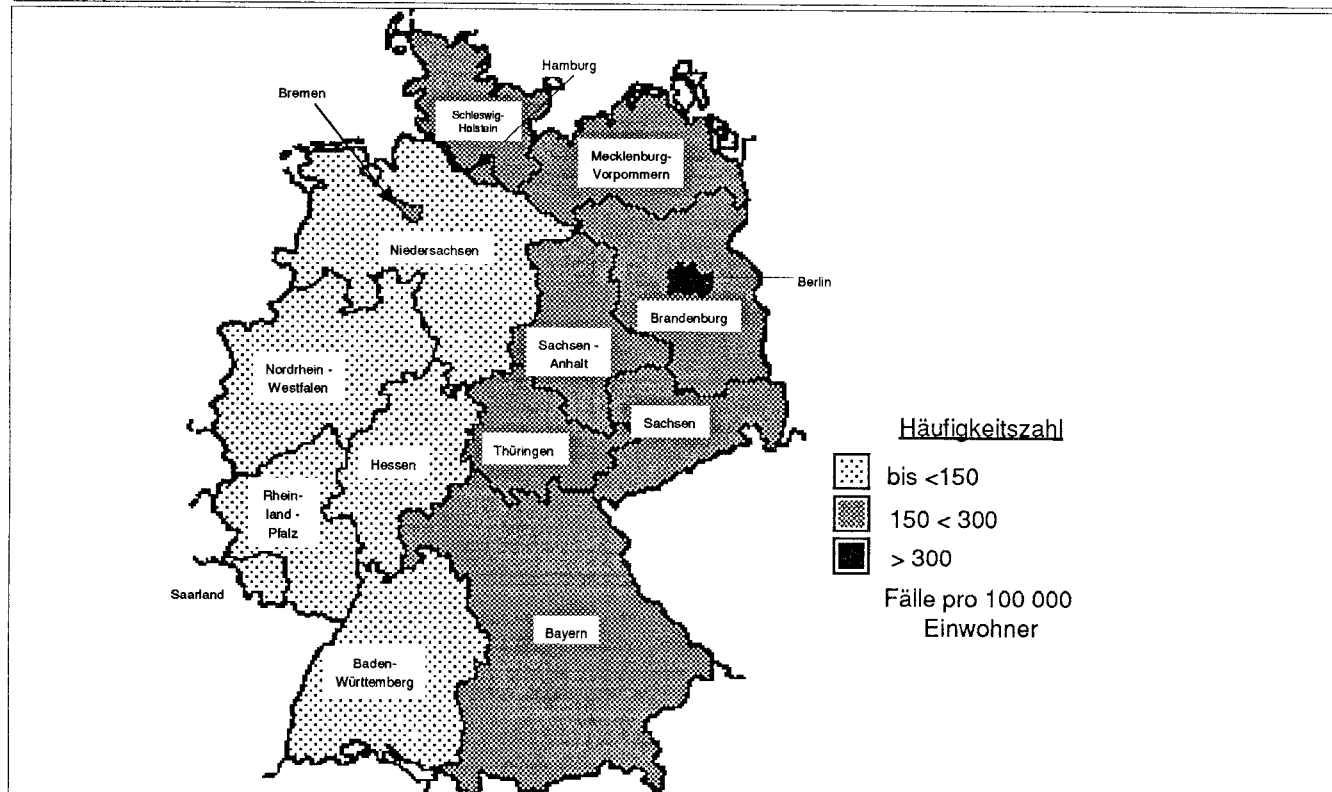 Hamburg
Bremen
Schleswig-
Holstein
Mecklenburg-
Vorpommern
Niedersachsen
Berlin
Brandenburg
Sachsen -
Anhalt
Nordrhein -
Westfalen
Sachsen
Thüringen
Hessen
Rhein-
land -
Pfalz
Saarland
Bayern
Baden-
Württemberg
Häufigkeitszahl
bis <150
150 < 300
> 300
Fälle pro 100 000
Einwohner